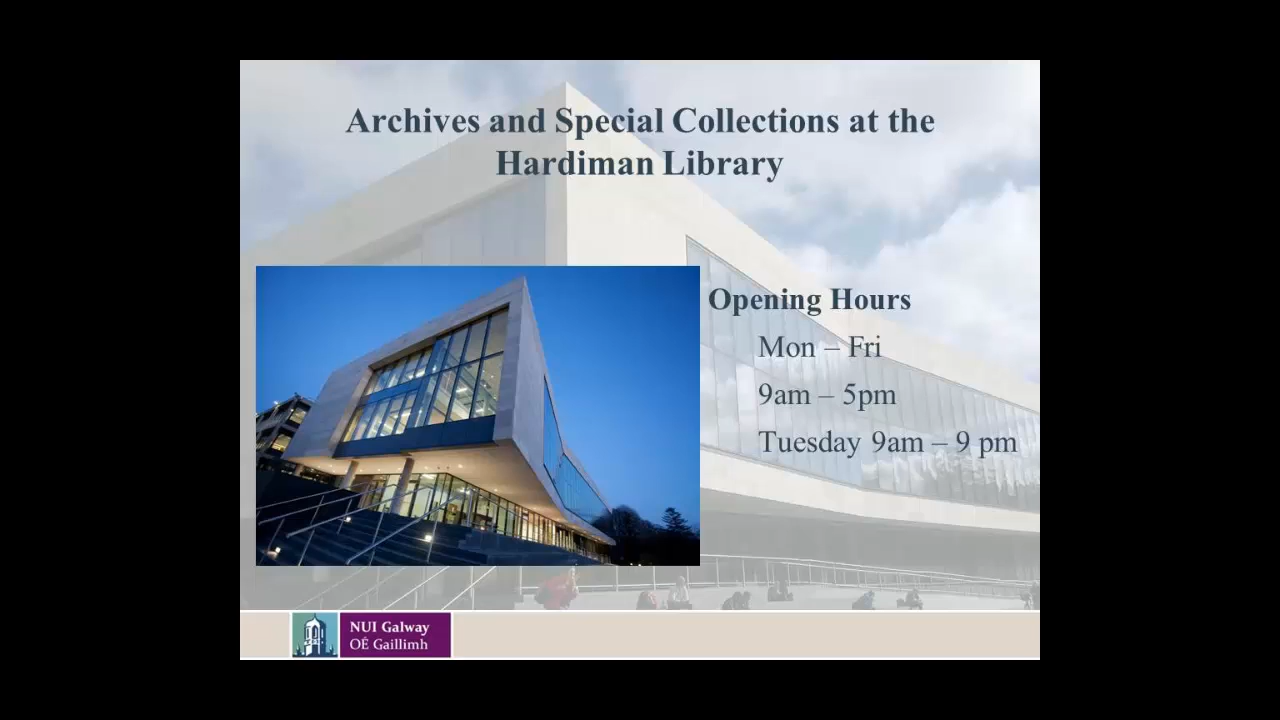 Archives and Special Collections at the
Hardiman Library
Opening Hours
Mon – Fri
9am – 5pm
Tuesday 9am – 9 pm
NUI Galway
OÉ Gaillimh